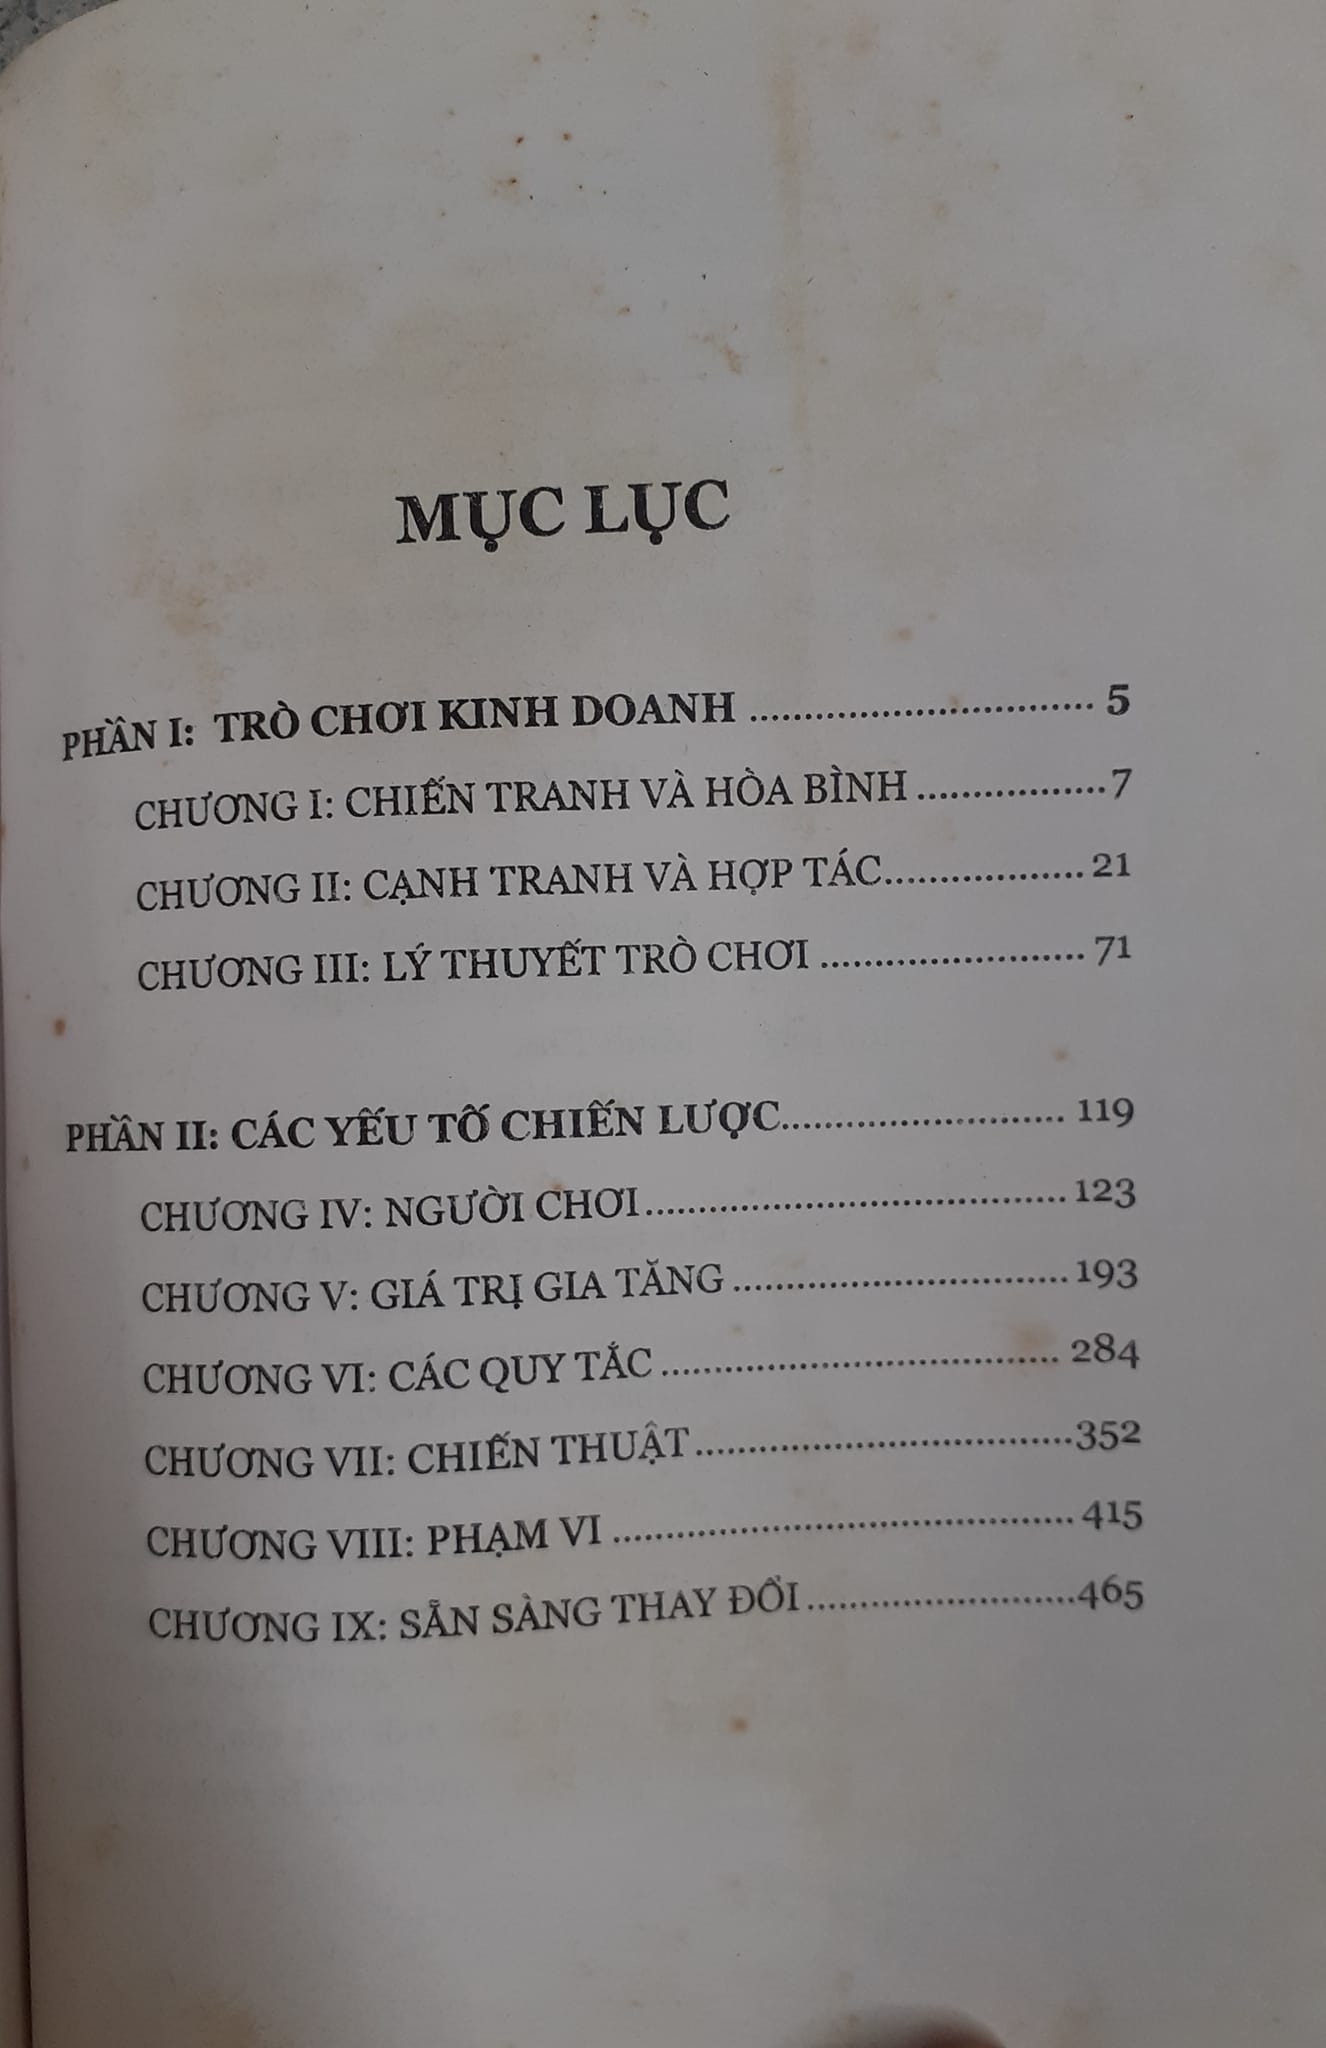 MỤC LỤC
PHẦN I: TRÒ CHƠI KINH DOANH ................................ 5
CHƯƠNG I: CHIẾN TRANH VÀ HÒA BÌNH ..................7
CHƯƠNG II: CẠNH TRANH VÀ HỢP TÁC................... 21
CHƯƠNG III: LÝ THUYẾT TRÒ CHƠI ......................... 71
PHẦN II: CÁC YẾU TỐ CHIẾN LƯỢC........................... 119
CHƯƠNG IV: NGƯỜI CHƠI....................................... 123
CHƯƠNG V: GIÁ TRỊ GIA TĂNG ............................... 193
CHƯƠNG VI: CÁC QUY TẮC ..................................... 284
CHƯƠNG VII: CHIẾN THUẬT....................................352
CHƯƠNG VIII: PHẠM VI ........................................... 415
CHƯƠNG IX: SẴN SÀNG THAY ĐỔI.........................465